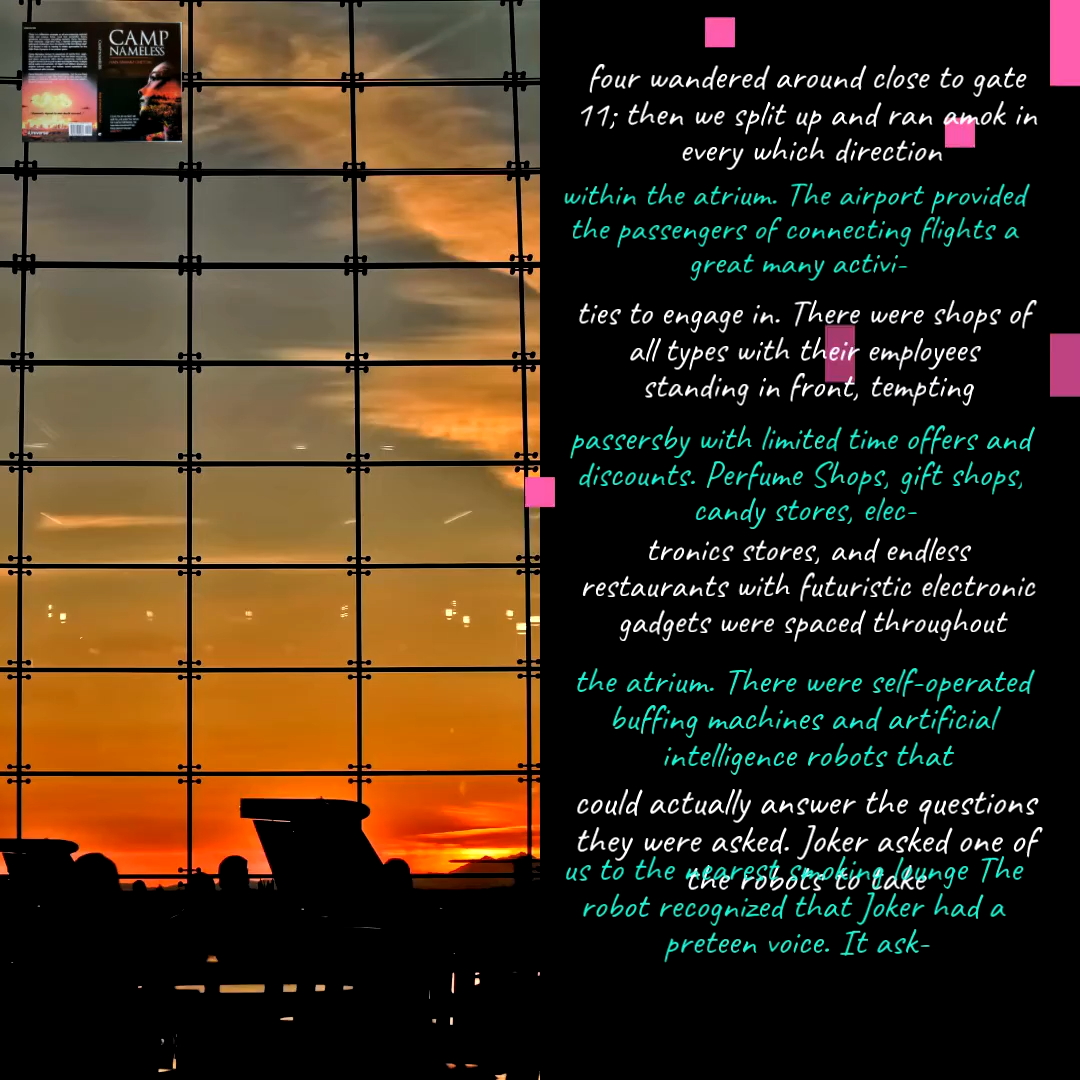 CAMP
NAMELESS
four wandered around close to gate
11; then we split up and ran amok in
every which direction
within the atrium. The airport provided
the passengers of connecting flights a
great many activi-
ties to engage in. There were shops of
all types with their employees
standing in front, tempting
passersby with limited time offers and
discounts. Perfume Shops, gift shops,
candy stores, elec-
tronics stores, and endless
restaurants with futuristic electronic
gadgets were spaced throughout
the atrium. There were self-operated
buffing machines and artificial
intelligence robots that
could actually answer the questions
they were asked. Joker asked one of
the robots to take
us to the nearest smoking lounge The
robot recognized that Joker had a
preteen voice. It ask-